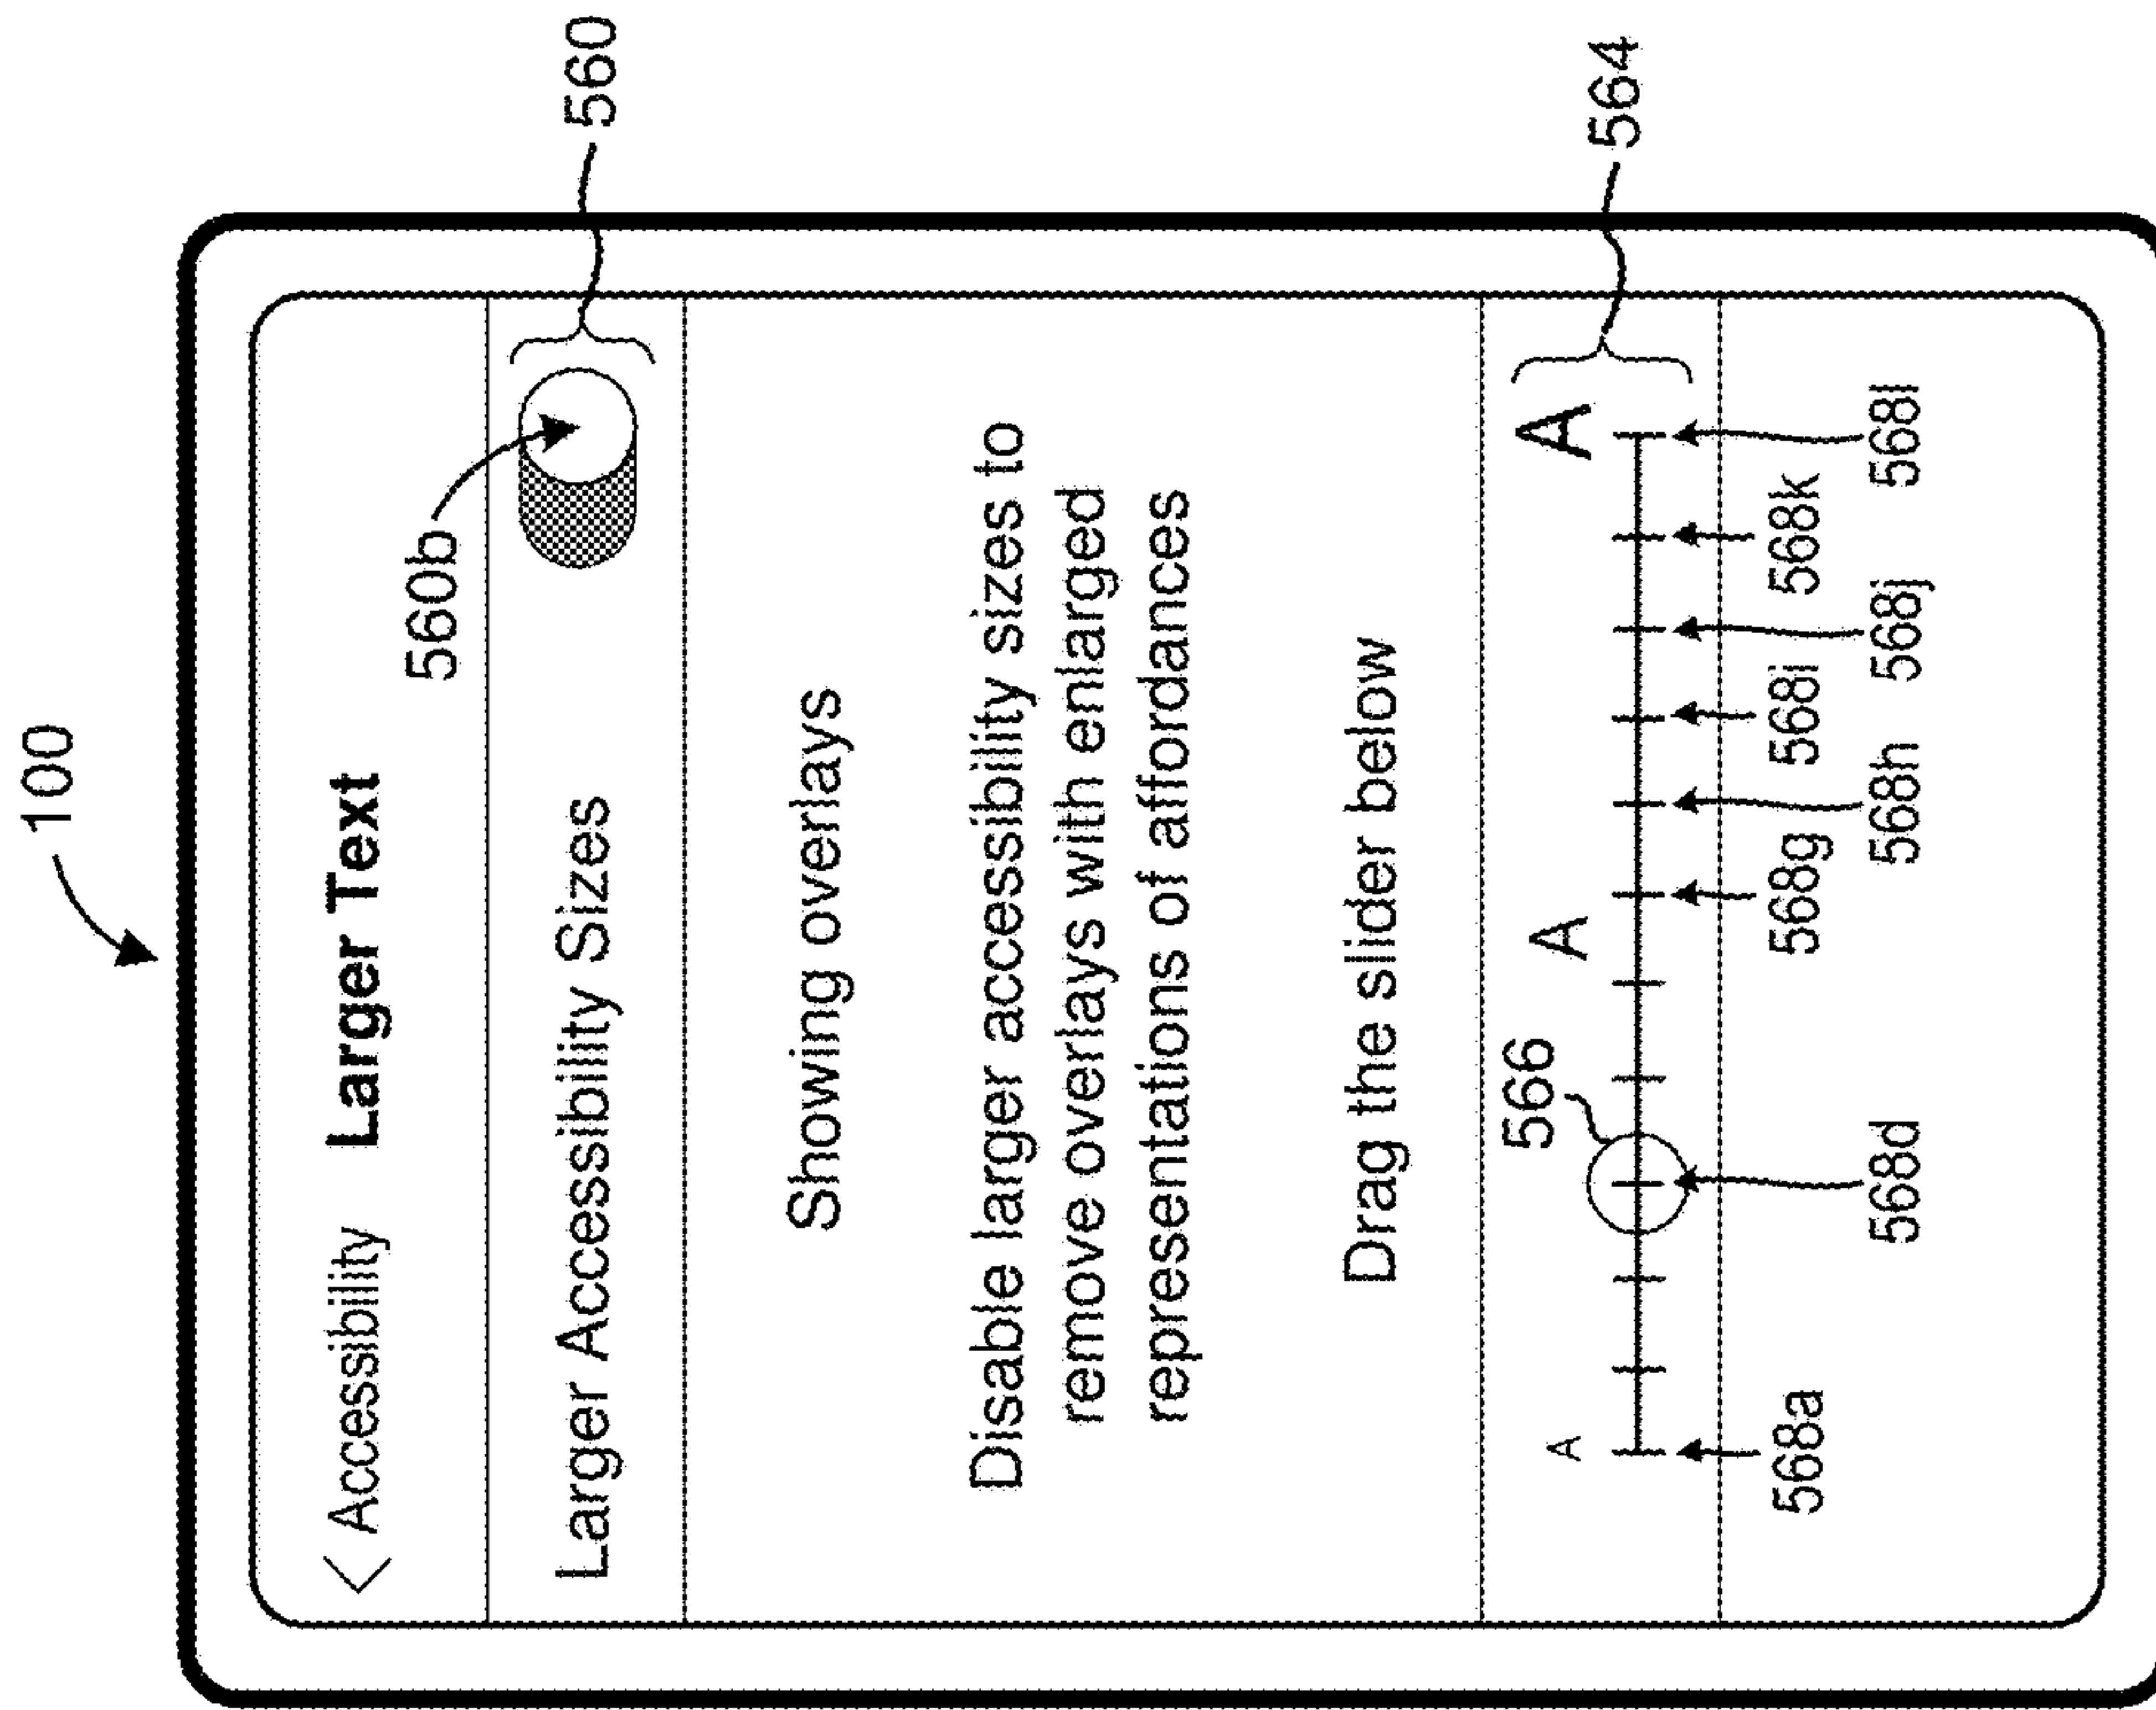 100
< Accessibility Larger Text
560b
Larger Accessibility Sizes
560
Showing overlays
Disable larger accessibility sizes to
remove overlays with enlarged
representations of affordances
Drag the slider below
566
A A A
564
568a 568g 568i 568k
568d 568h 568j 568l